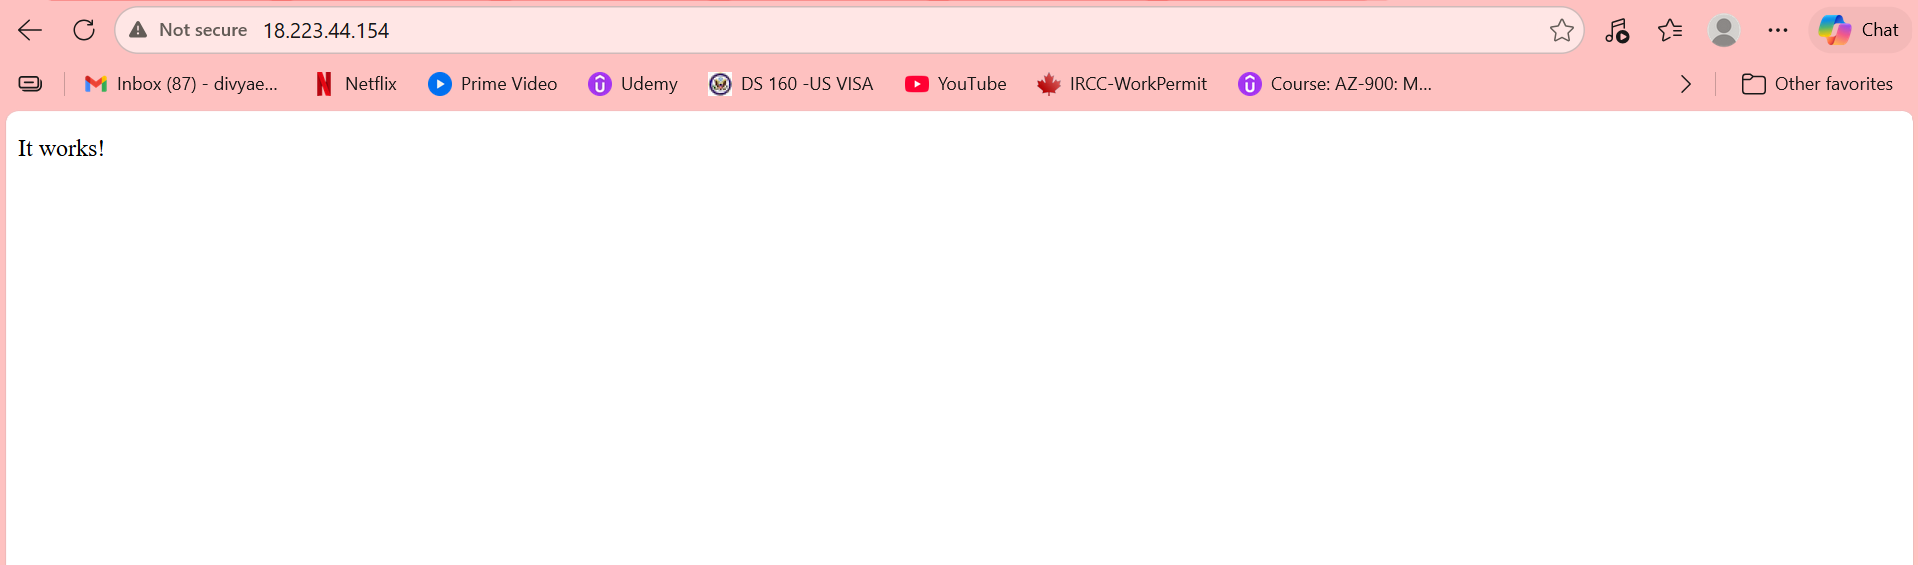 Not secure 18.223.44.154 Chat
Inbox (87) - divyae... Netflix Prime Video Udemy DS 160 -US VISA YouTube IRCC-WorkPermit Course: AZ-900: M... Other favorites
It works!